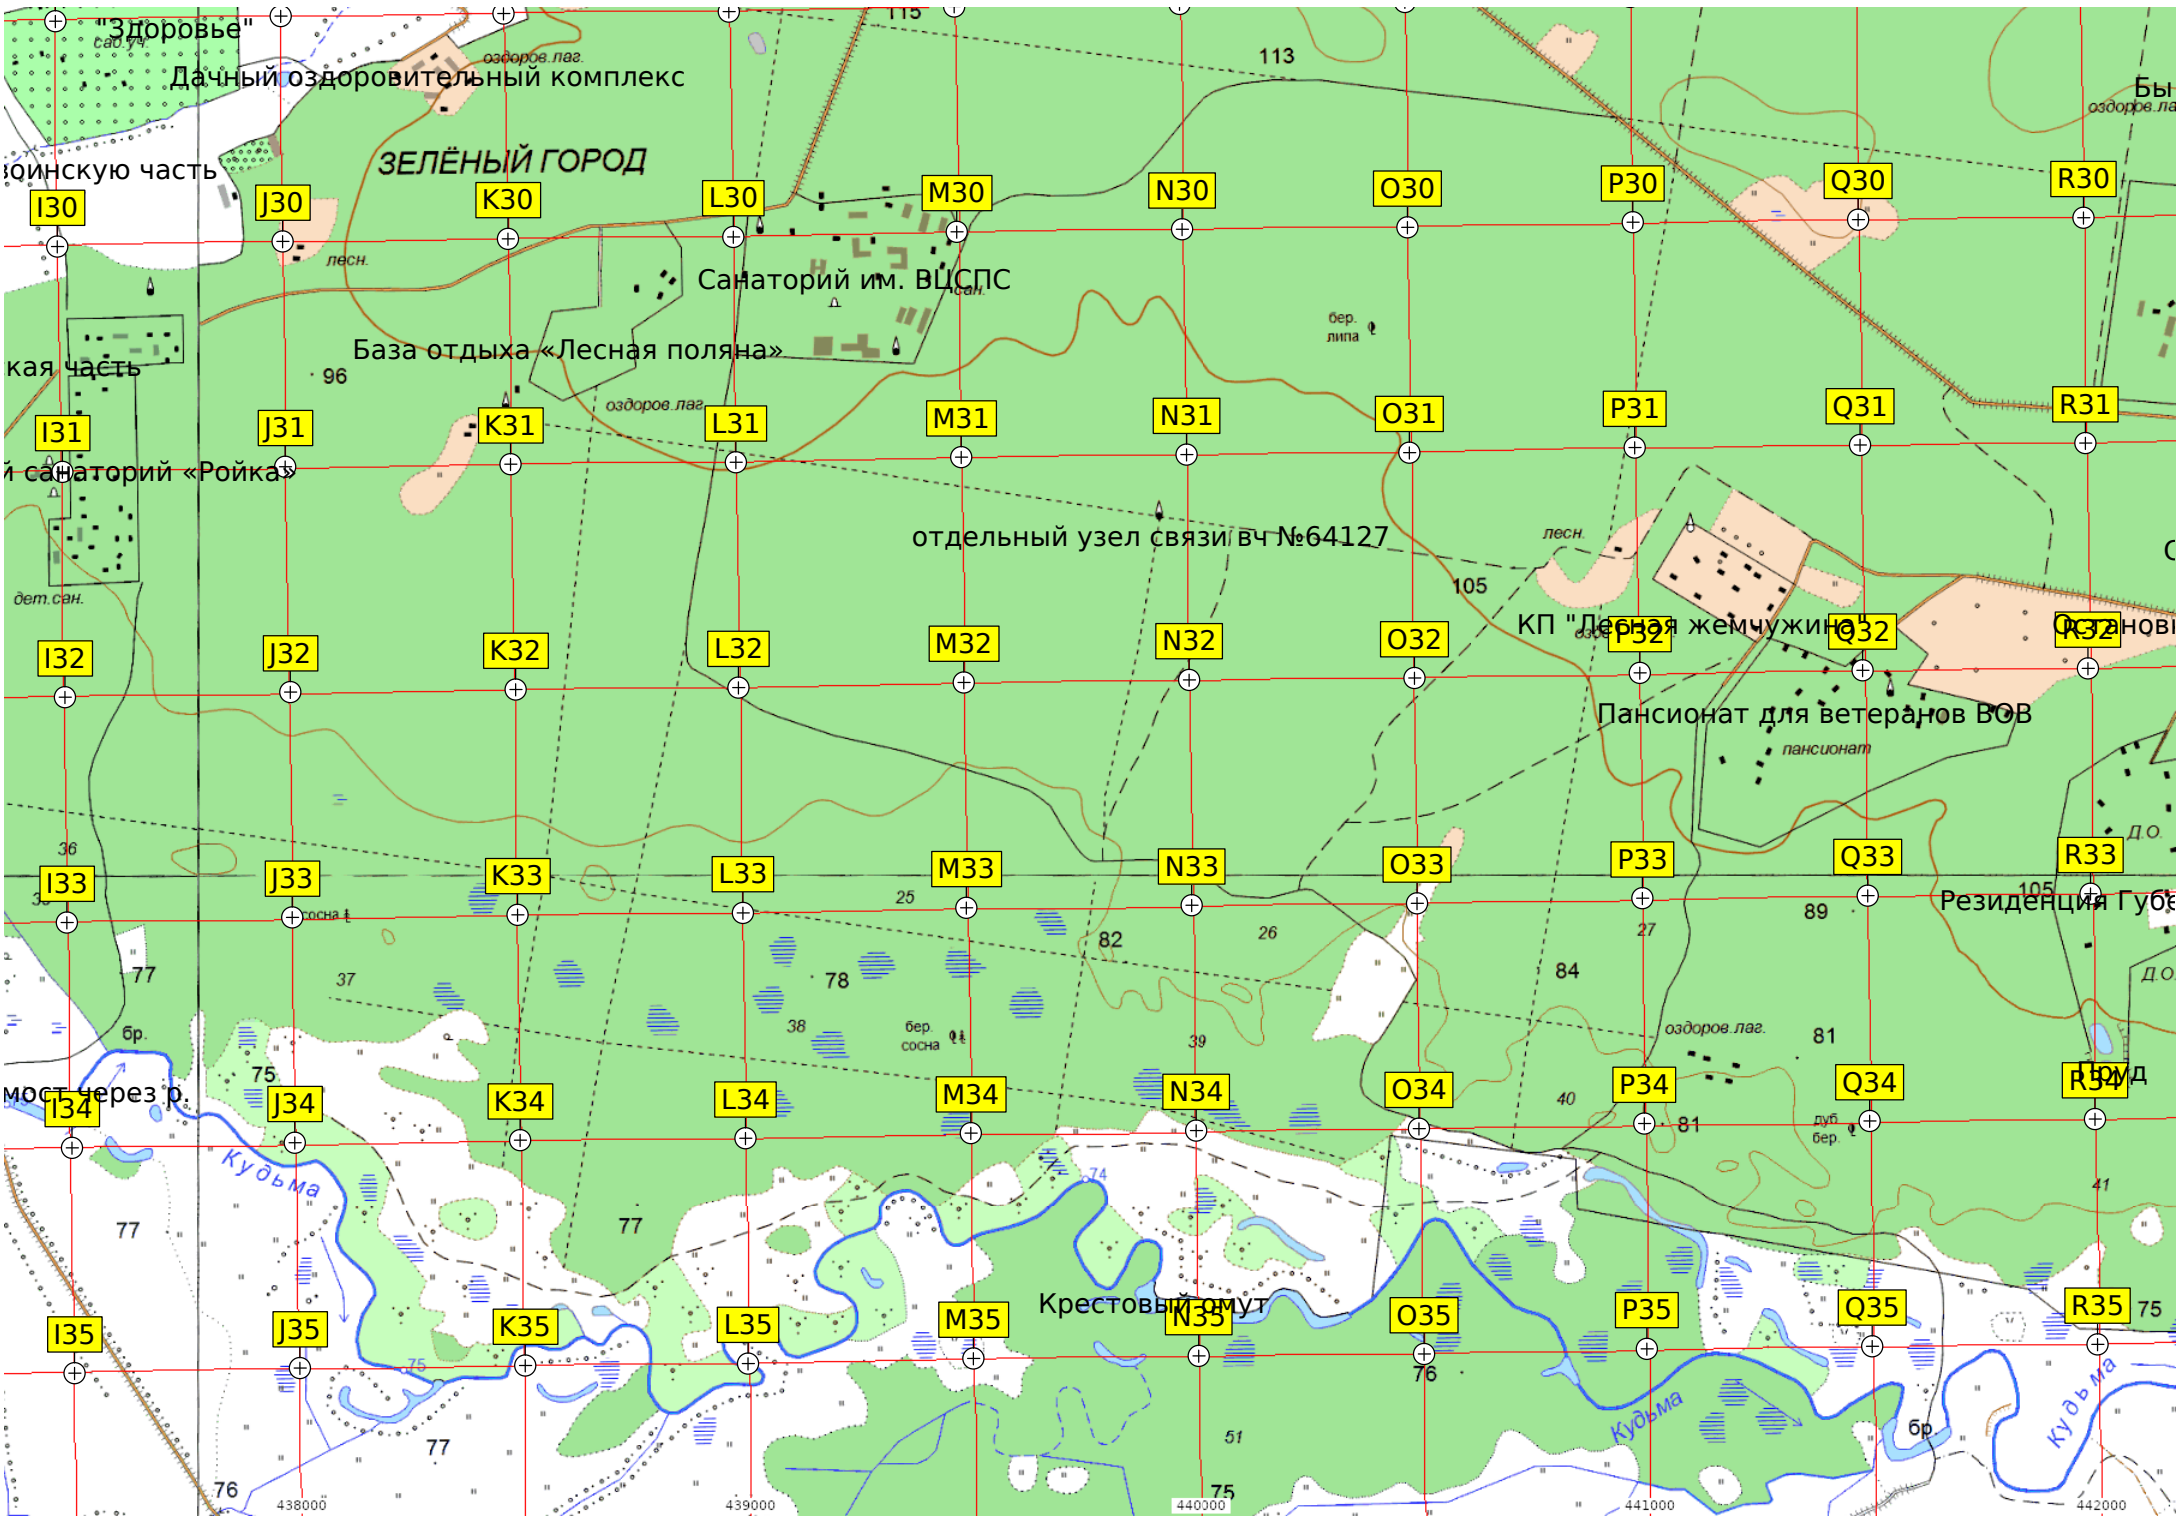 115
"Здоровье"
сад.уч.
оздоров.лаг.
113
Дачный оздоровительный комплекс
Бы
оздоров.ла
ЗЕЛЁНЫЙ ГОРОД
воинскую часть
I30 J30 K30 L30 M30 N30 O30 P30 Q30 R30
лесн.
Санаторий им. ВЦСПС
сан.
бер.
липа
База отдыха «Лесная поляна»
кая часть
96
оздоров.лаг.
I31 J31 K31 L31 M31 N31 O31 P31 Q31 R31
й санаторий «Ройка»
отдельный узел связи вч №64127
лесн.
105
дет.сан.
КП "Лесная жемчужина"
Останов
I32 J32 K32 L32 M32 N32 O32 P32 Q32 R32
Пансионат для ветеранов ВОВ
пансионат
Д.О.
36
I33 J33 K33 L33 M33 N33 O33 P33 Q33 R33
105
25
сосна
Резиденция Губе
89
26
27
82
84
77
37
78
Д.О.
38
бер.
сосна
39
оздоров.лаг.
81
бр.
75
Пруд
мост через р.
I34 J34 K34 L34 M34 N34 O34 P34 Q34 R34
40
81
дуб
бер.
Кудьма
74
41
77
77
Крестовый омут
I35 J35 K35 L35 M35 N35 O35 P35 Q35 R35
75
75
76
Кудьма
Кудьма
бр.
77
51
76
75
438000 439000 440000 441000 442000